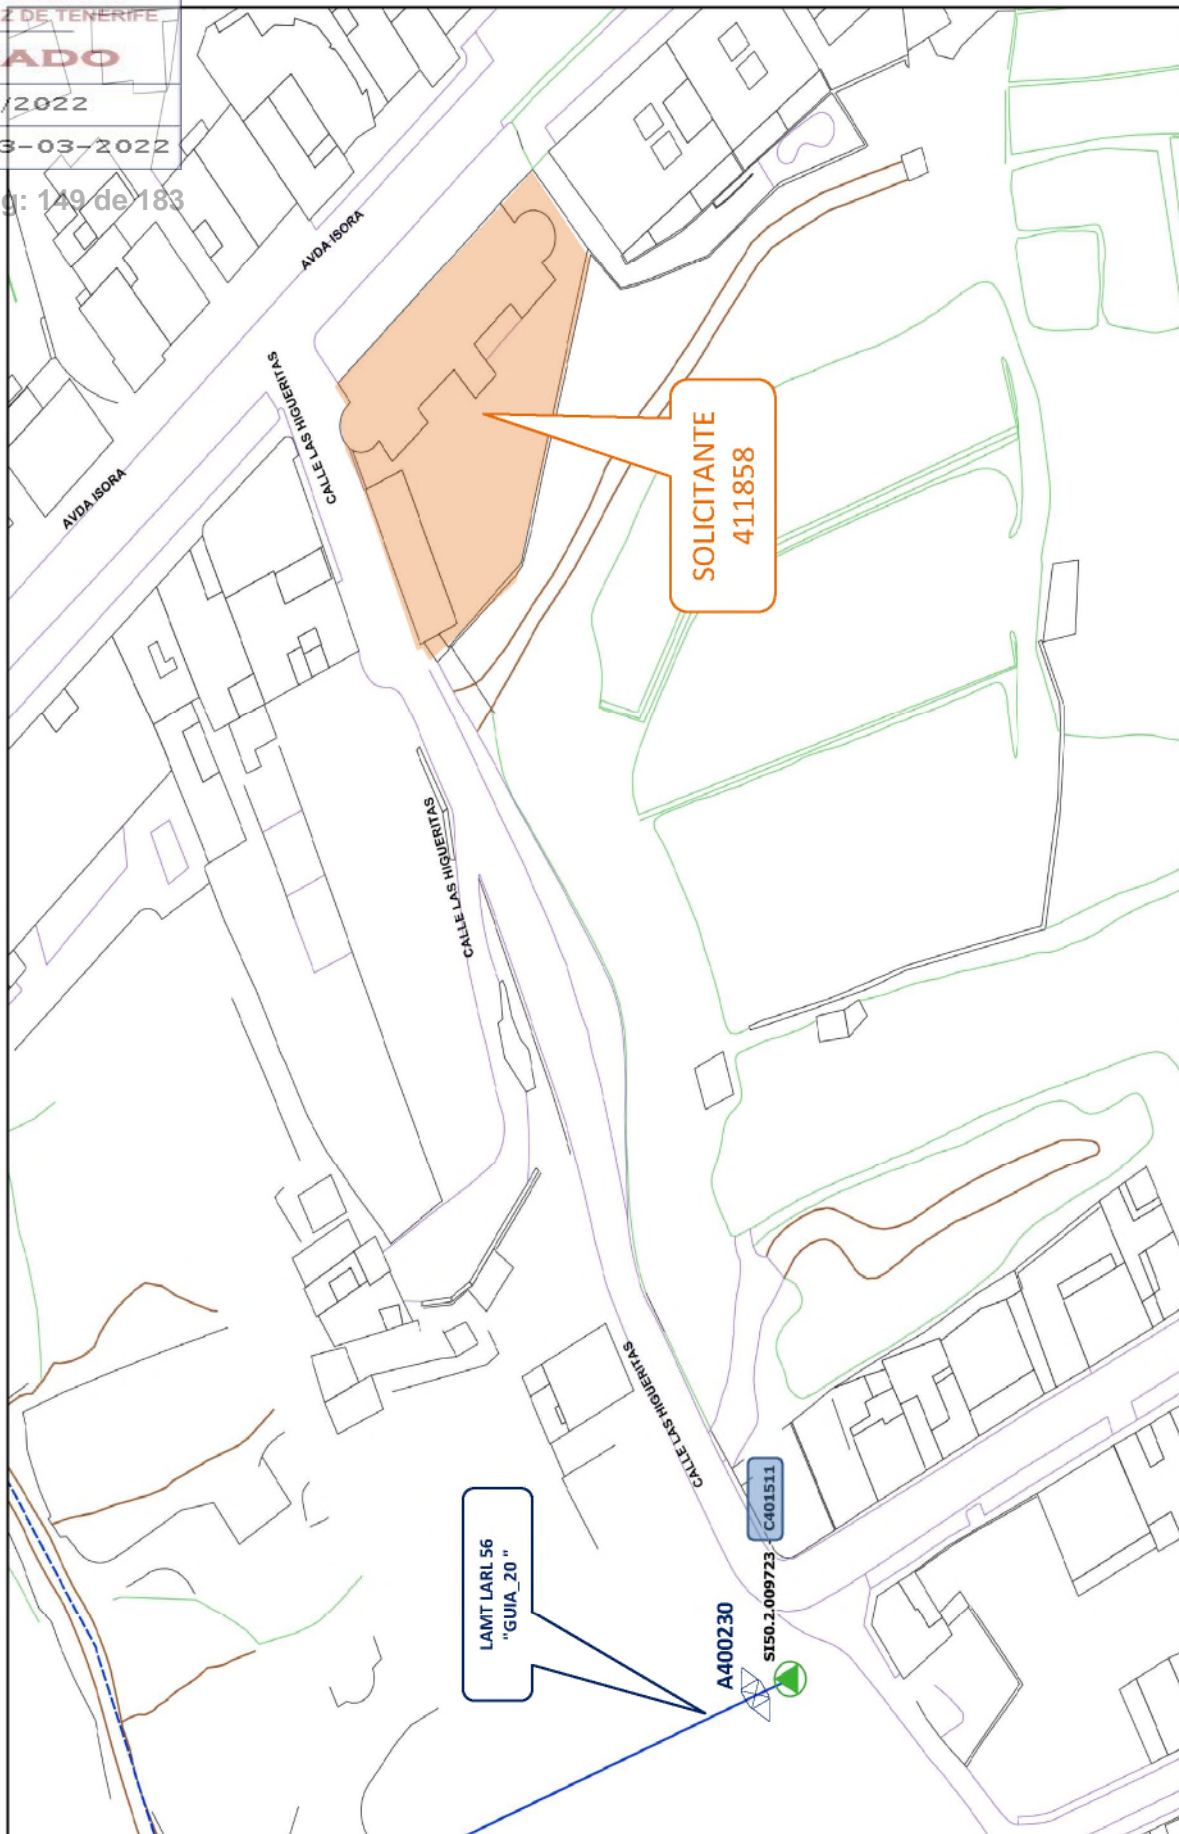 Z DE TENERIFE
ADO
/2022
3-03-2022
g: 149 de 183
AVDA ISORA
CALLE LAS HIGUERITAS
AVDA ISORA
SOLICITANTE
411858
CALLE LAS HIGUERITAS
CALLE LAS HIGUERITAS
LAMT LARL 56
"GUIA_20 "
A400230
SI50.2.009723 - C401511